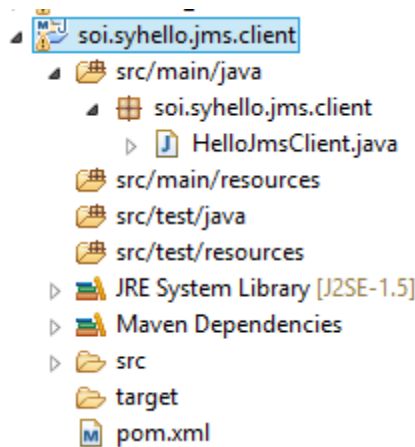 soi.syhello.jms.client
src/main/java
soi.syhello.jms.client
HelloJmsClient.java
src/main/resources
src/test/java
src/test/resources
JRE System Library [J2SE-1.5]
Maven Dependencies
src
target
pom.xml